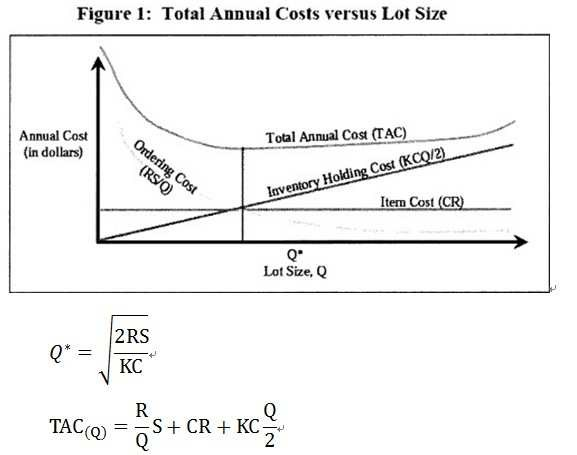 Figure 1: Total Annual Costs versus Lot Size
Annual Cost
(in dollars)
Ordering Cost
(RS/Q)
Total Annual Cost (TAC)
Inventory Holding Cost (KCQ/2)
Item Cost (CR)
Q*
Lot Size, Q
Q* = √(2RS/KC)
TAC(Q) = R/Q S + CR + KC Q/2